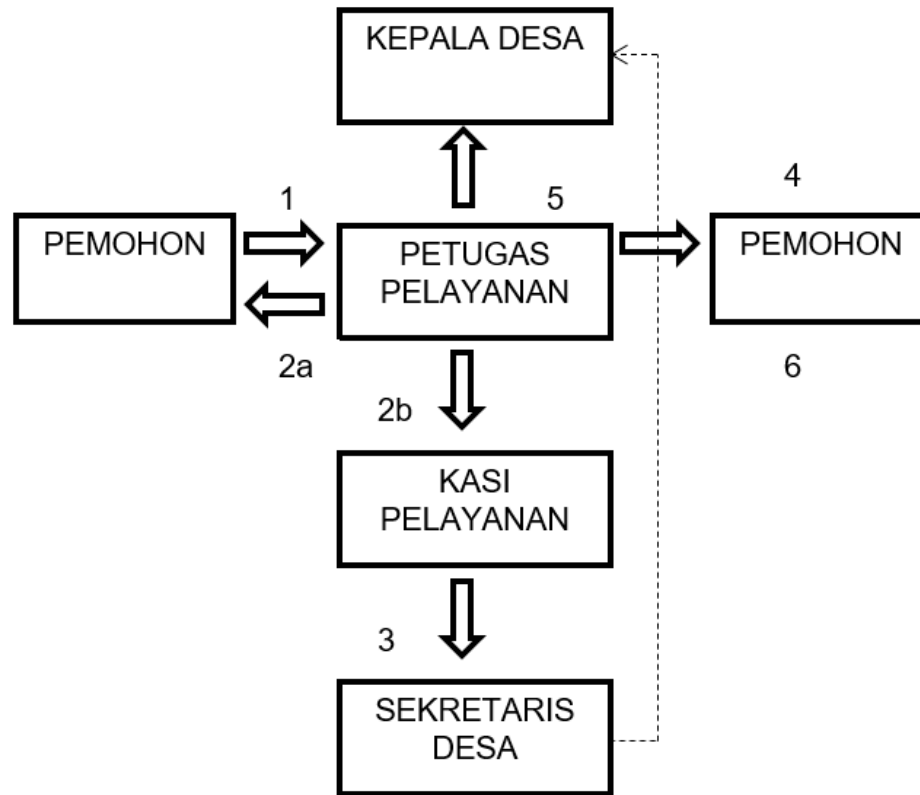 KEPALA DESA
1
5
4
PEMOHON
PETUGAS
PELAYANAN
PEMOHON
2a
6
2b
KASI
PELAYANAN
3
SEKRETARIS
DESA